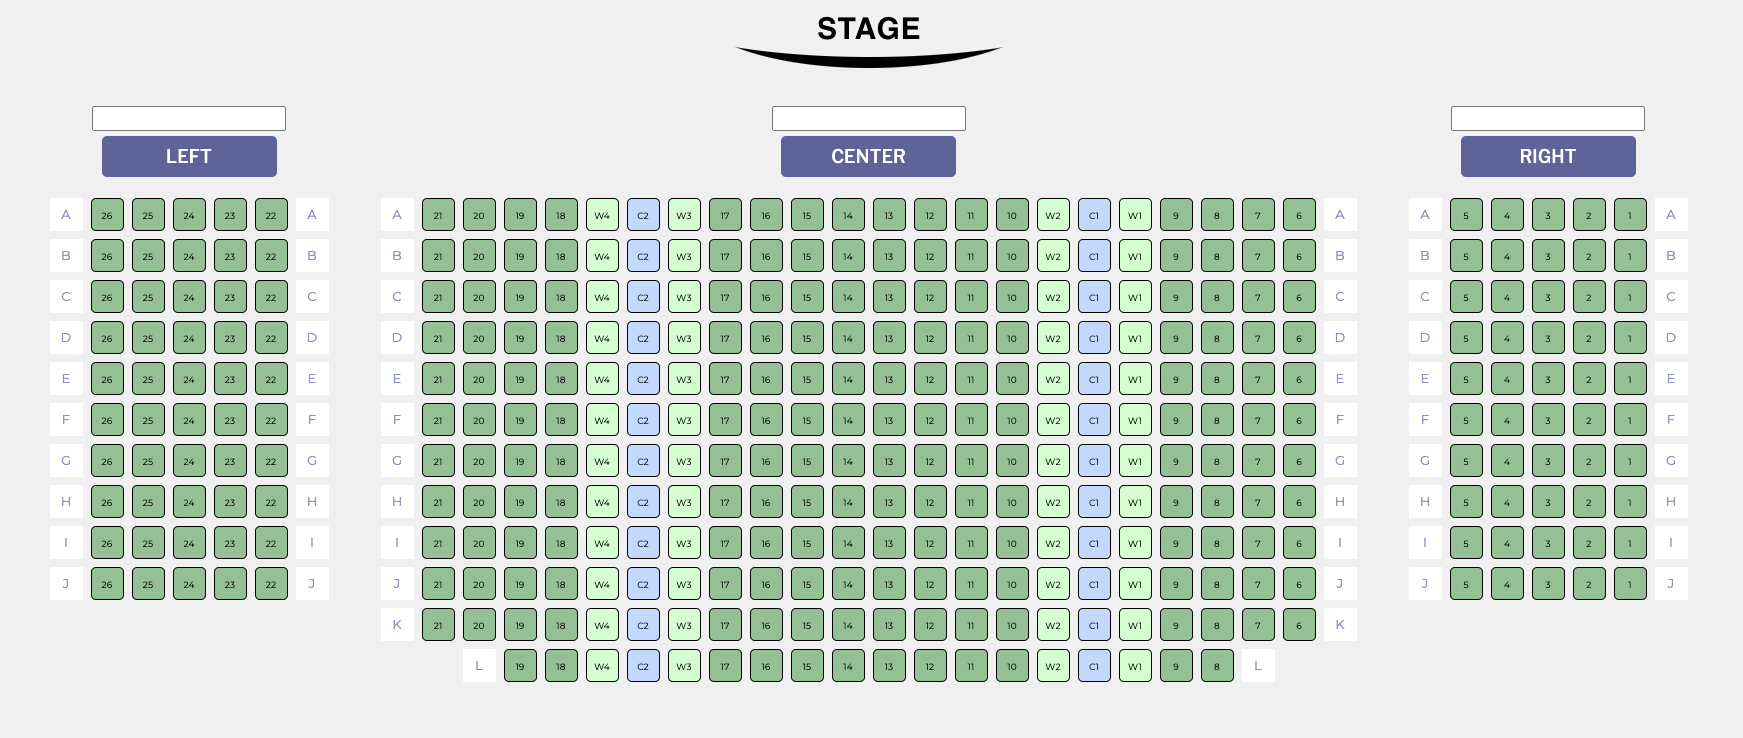 STAGE
LEFT CENTER RIGHT
A 26 25 24 23 22 A A 21 20 19 18 W4 C2 W3 17 16 15 14 13 12 11 10 W2 C1 W1 9 8 7 6 A A 5 4 3 2 1 A
B 26 25 24 23 22 B B 21 20 19 18 W4 C2 W3 17 16 15 14 13 12 11 10 W2 C1 W1 9 8 7 6 B B 5 4 3 2 1 B
C 26 25 24 23 22 C C 21 20 19 18 W4 C2 W3 17 16 15 14 13 12 11 10 W2 C1 W1 9 8 7 6 C C 5 4 3 2 1 C
D 26 25 24 23 22 D D 21 20 19 18 W4 C2 W3 17 16 15 14 13 12 11 10 W2 C1 W1 9 8 7 6 D D 5 4 3 2 1 D
E 26 25 24 23 22 E E 21 20 19 18 W4 C2 W3 17 16 15 14 13 12 11 10 W2 C1 W1 9 8 7 6 E E 5 4 3 2 1 E
F 26 25 24 23 22 F F 21 20 19 18 W4 C2 W3 17 16 15 14 13 12 11 10 W2 C1 W1 9 8 7 6 F F 5 4 3 2 1 F
G 26 25 24 23 22 G G 21 20 19 18 W4 C2 W3 17 16 15 14 13 12 11 10 W2 C1 W1 9 8 7 6 G G 5 4 3 2 1 G
H 26 25 24 23 22 H H 21 20 19 18 W4 C2 W3 17 16 15 14 13 12 11 10 W2 C1 W1 9 8 7 6 H H 5 4 3 2 1 H
I 26 25 24 23 22 I I 21 20 19 18 W4 C2 W3 17 16 15 14 13 12 11 10 W2 C1 W1 9 8 7 6 I I 5 4 3 2 1 I
J 26 25 24 23 22 J J 21 20 19 18 W4 C2 W3 17 16 15 14 13 12 11 10 W2 C1 W1 9 8 7 6 J J 5 4 3 2 1 J
K 21 20 19 18 W4 C2 W3 17 16 15 14 13 12 11 10 W2 C1 W1 9 8 7 6 K
L 19 18 W4 C2 W3 17 16 15 14 13 12 11 10 W2 C1 W1 9 8 L